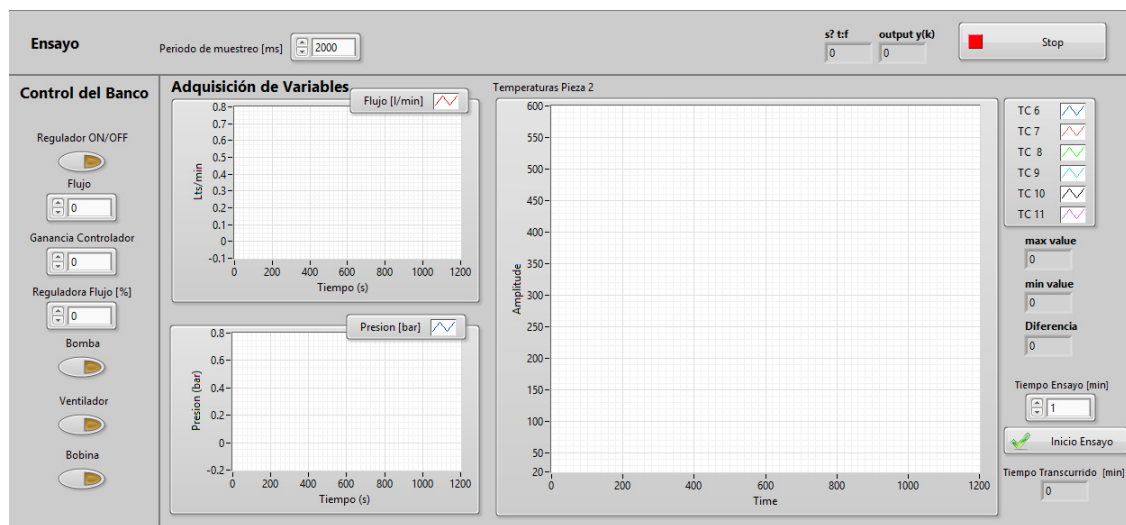 Ensayo
Periodo de muestreo [ms]
2000
s? t:f
output y(k)
0
0
Stop
Control del Banco
Regulador ON/OFF
Flujo
0
Ganancia Controlador
0
Reguladora Flujo [%]
0
Bomba
Ventilador
Bobina
Adquisición de Variables
Flujo [l/min]
Lts/min
0.8
0.7
0.6
0.5
0.4
0.3
0.2
0.1
0
-0.1
0 200 400 600 800 1000 1200
Tiempo (s)
Presion [bar]
Presion (bar)
0.8
0.6
0.4
0.2
0
-0.2
0 200 400 600 800 1000 1200
Tiempo (s)
Temperaturas Pieza 2
Amplitude
600
550
500
450
400
350
300
250
200
150
100
50
20
0 200 400 600 800 1000 1200
Time
TC 6
TC 7
TC 8
TC 9
TC 10
TC 11
max value
0
min value
0
Diferencia
0
Tiempo Ensayo [min]
1
Inicio Ensayo
Tiempo Transcurrido [min]
0